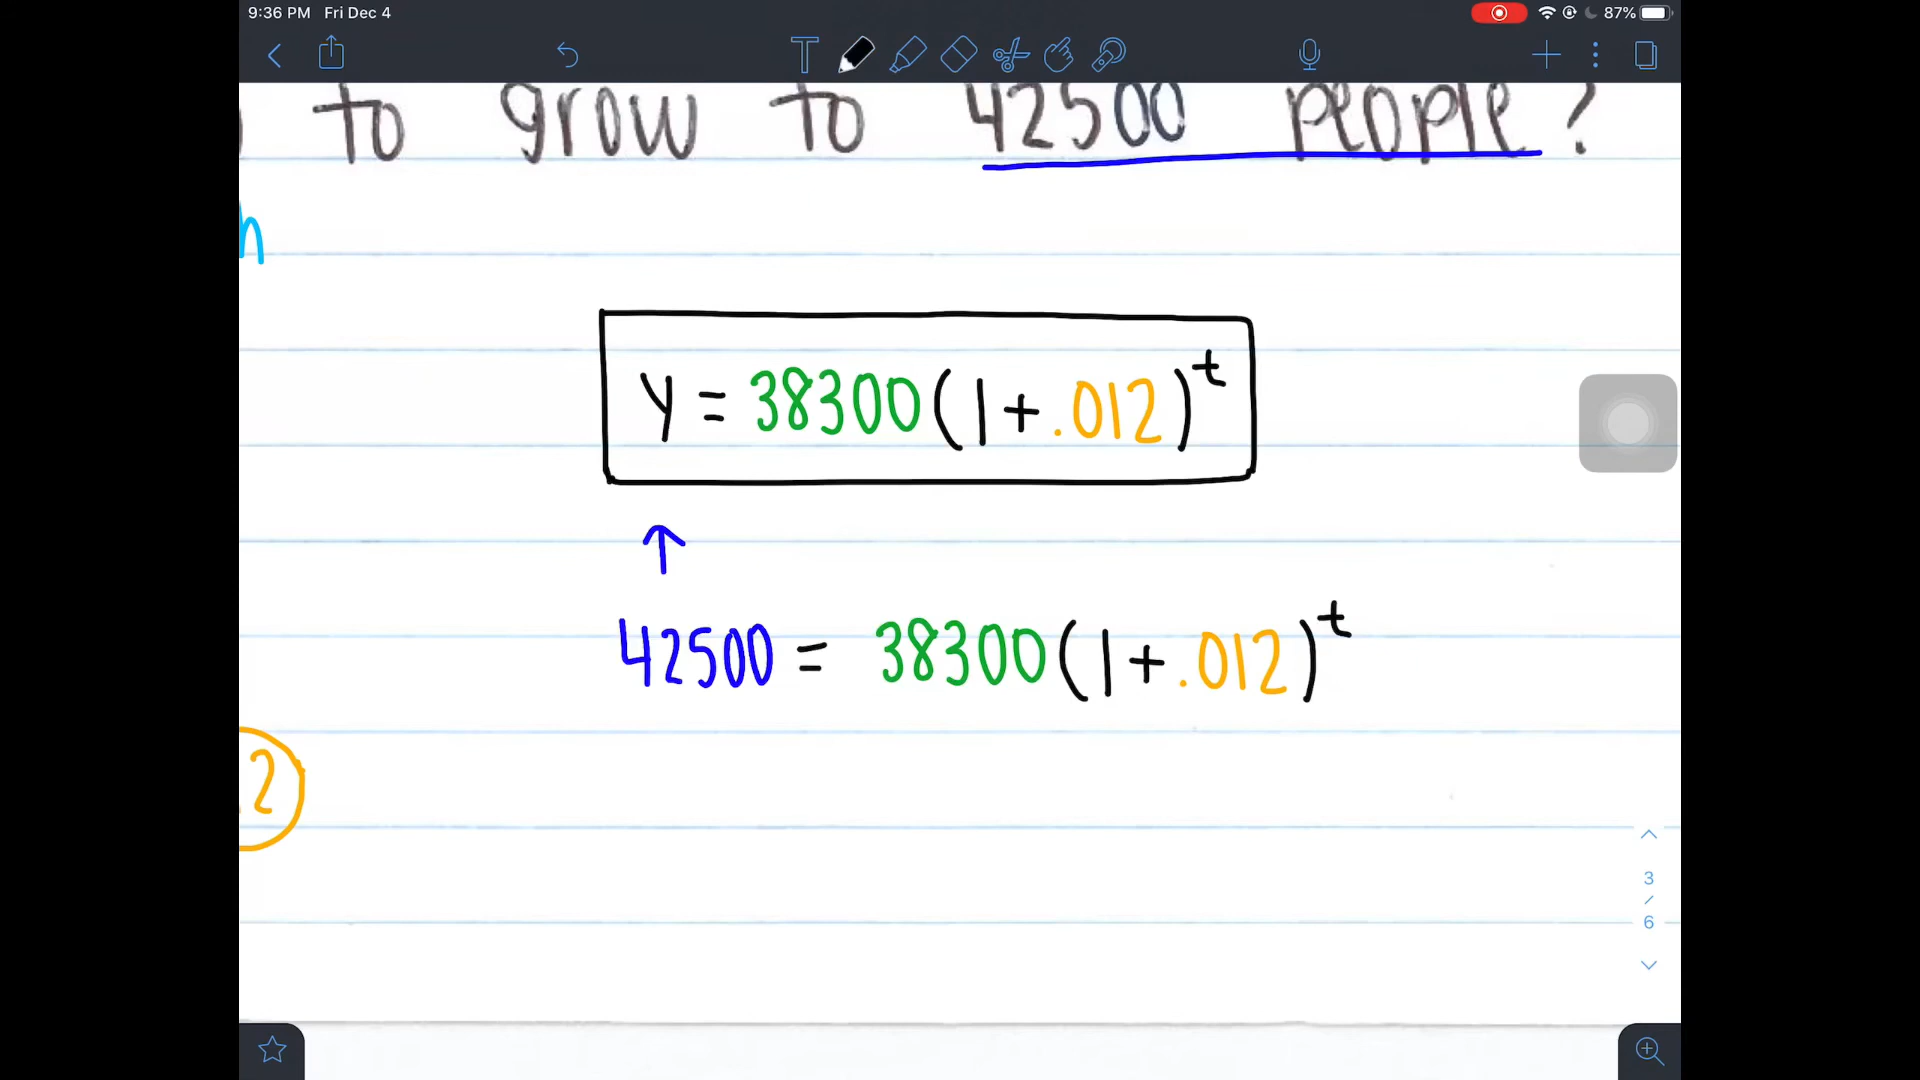 9:36 PM Fri Dec 4
87%
to grow to 42500 people?
h
y = 38300(1+.012)^t
↑
42500 = 38300(1+.012)^t
.2
3
/
6